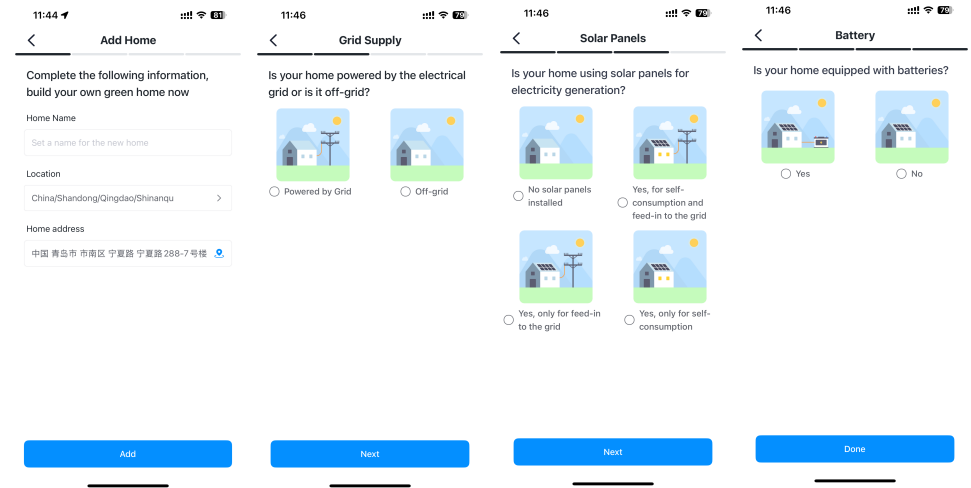 11:44
81
Add Home
Complete the following information,
build your own green home now
Home Name
Set a name for the new home
Location
China/Shandong/Qingdao/Shinanqu
Home address
中国 青岛市 市南区 宁夏路 宁夏路288-7号楼
Add
11:46
79
Grid Supply
Is your home powered by the electrical
grid or is it off-grid?
Powered by Grid
Off-grid
Next
11:46
79
Solar Panels
Is your home using solar panels for
electricity generation?
No solar panels
installed
Yes, for self-
consumption and
feed-in to the grid
Yes, only for feed-in
to the grid
Yes, only for self-
consumption
Next
11:46
79
Battery
Is your home equipped with batteries?
Yes
No
Done